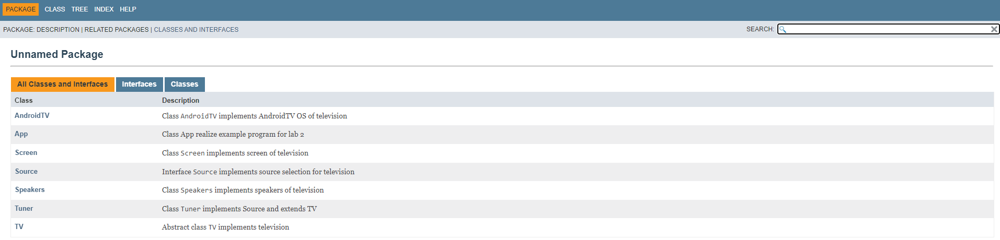 PACKAGE CLASS TREE INDEX HELP
PACKAGE: DESCRIPTION | RELATED PACKAGES | CLASSES AND INTERFACES SEARCH:
Unnamed Package
All Classes and Interfaces Interfaces Classes
Class Description
AndroidTV Class AndroidTV implements AndroidTV OS of television
App Class App realize example program for lab 2
Screen Class Screen implements screen of television
Source Interface Source implements source selection for television
Speakers Class Speakers implements speakers of television
Tuner Class Tuner implements Source and extends TV
TV Abstract class TV implements television